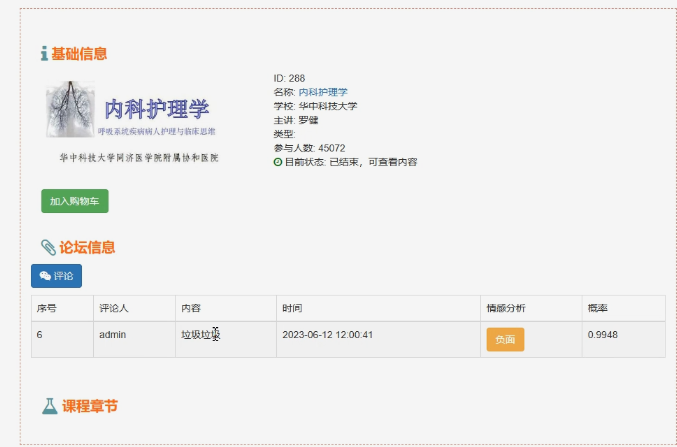 基础信息
内科护理学
呼吸系统疾病病人护理与临床思维
华中科技大学同济医学院附属协和医院
ID: 288
名称: 内科护理学
学校: 华中科技大学
主讲: 罗健
类型:
参与人数: 45072
目前状态: 已结束，可查看内容
加入购物车
论坛信息
评论
序号 评论人 内容 时间 情感分析 概率
6 admin 垃圾垃圾 2023-06-12 12:00:41 负面 0.9948
课程章节